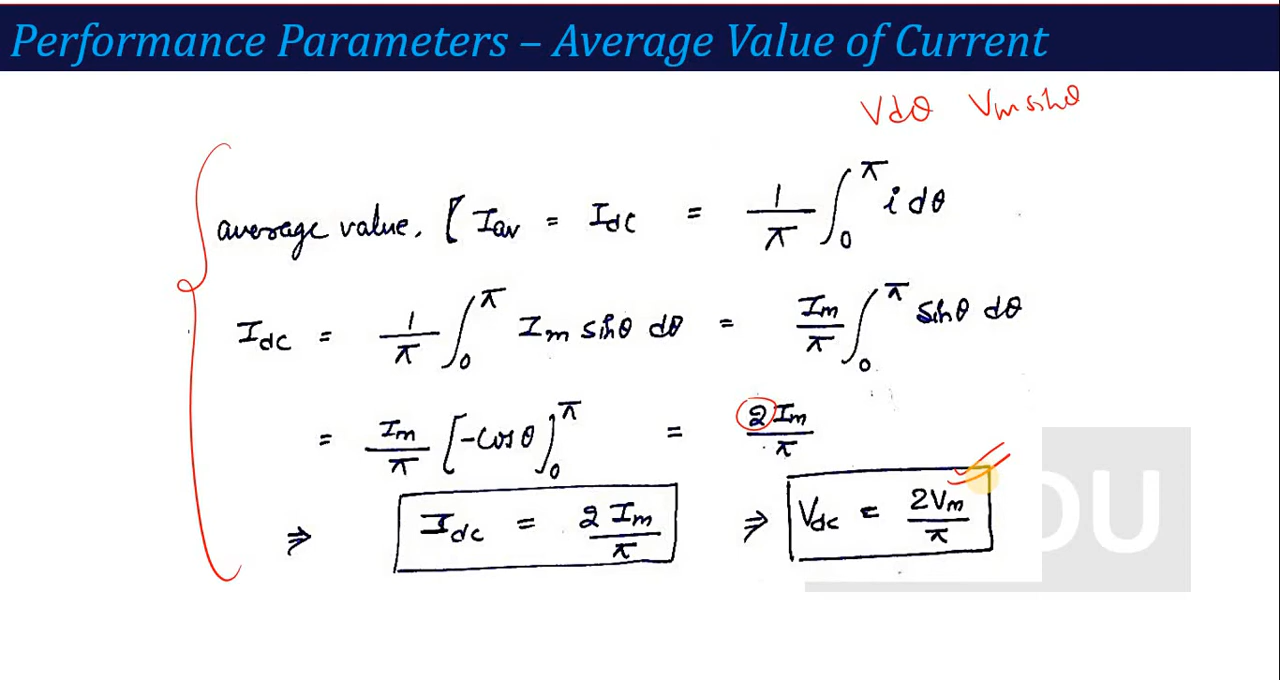 Performance Parameters – Average Value of Current
Vdθ Vm sinθ
average value, [ Iav = Idc = 1/π ∫₀^π i dθ
Idc = 1/π ∫₀^π Im sinθ dθ = Im/π ∫₀^π sinθ dθ
= Im/π [-cosθ]₀^π = 2Im/π
⇒ Idc = 2Im/π ⇒ Vdc = 2Vm/π